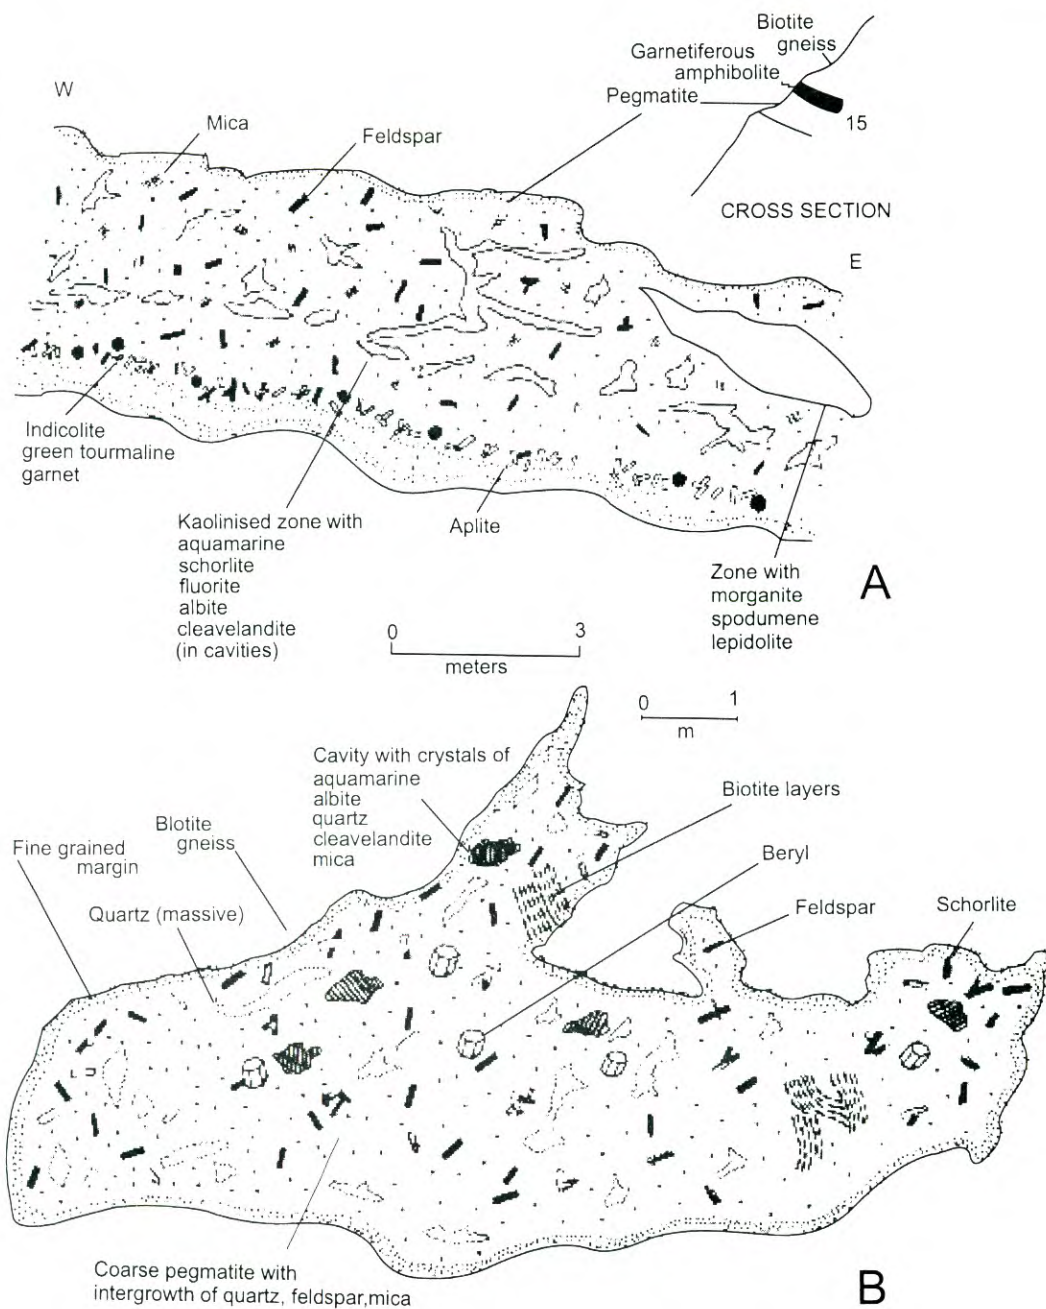 Biotite
gneiss
Garnetiferous
amphibolite
Pegmatite
15
CROSS SECTION
W
Mica
Feldspar
E
Indicolite
green tourmaline
garnet
Kaolinised zone with
aquamarine
schorlite
fluorite
albite
cleavelandite
(in cavities)
Aplite
Zone with
morganite
spodumene
lepidolite
A
0 3
meters
0 1
m
Cavity with crystals of
aquamarine
albite
quartz
cleavelandite
mica
Biotite layers
Beryl
Feldspar
Schorlite
Blotite
gneiss
Fine grained
margin
Quartz (massive)
Coarse pegmatite with
intergrowth of quartz, feldspar,mica
B